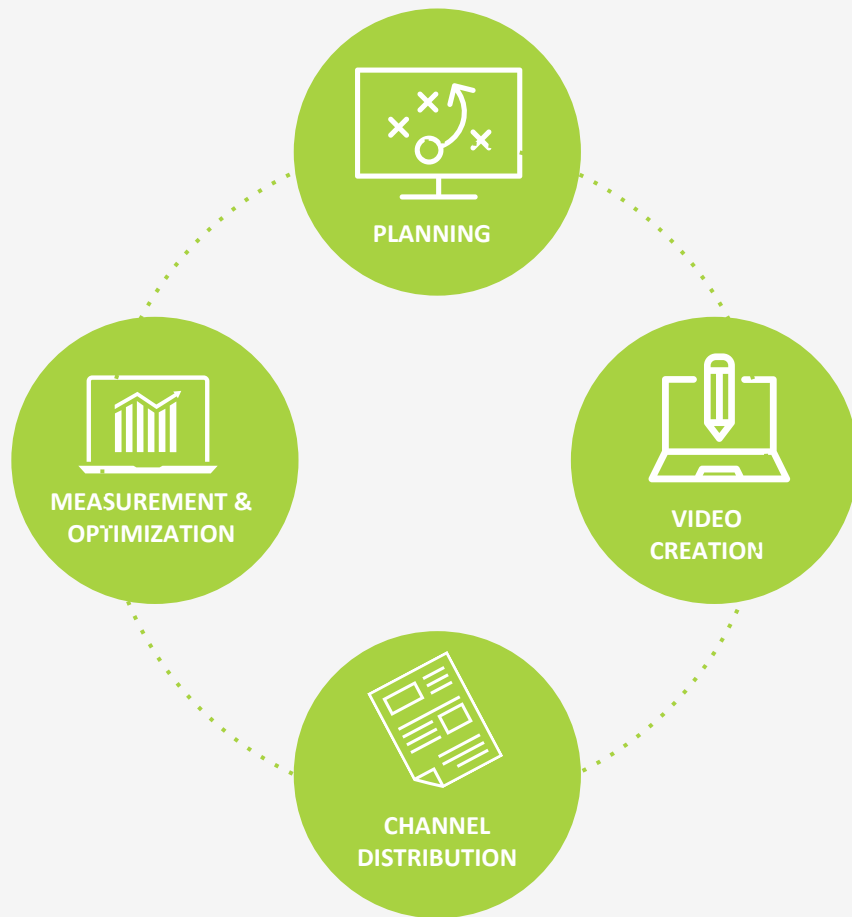 PLANNING
MEASUREMENT &
OPTIMIZATION
VIDEO
CREATION
CHANNEL
DISTRIBUTION